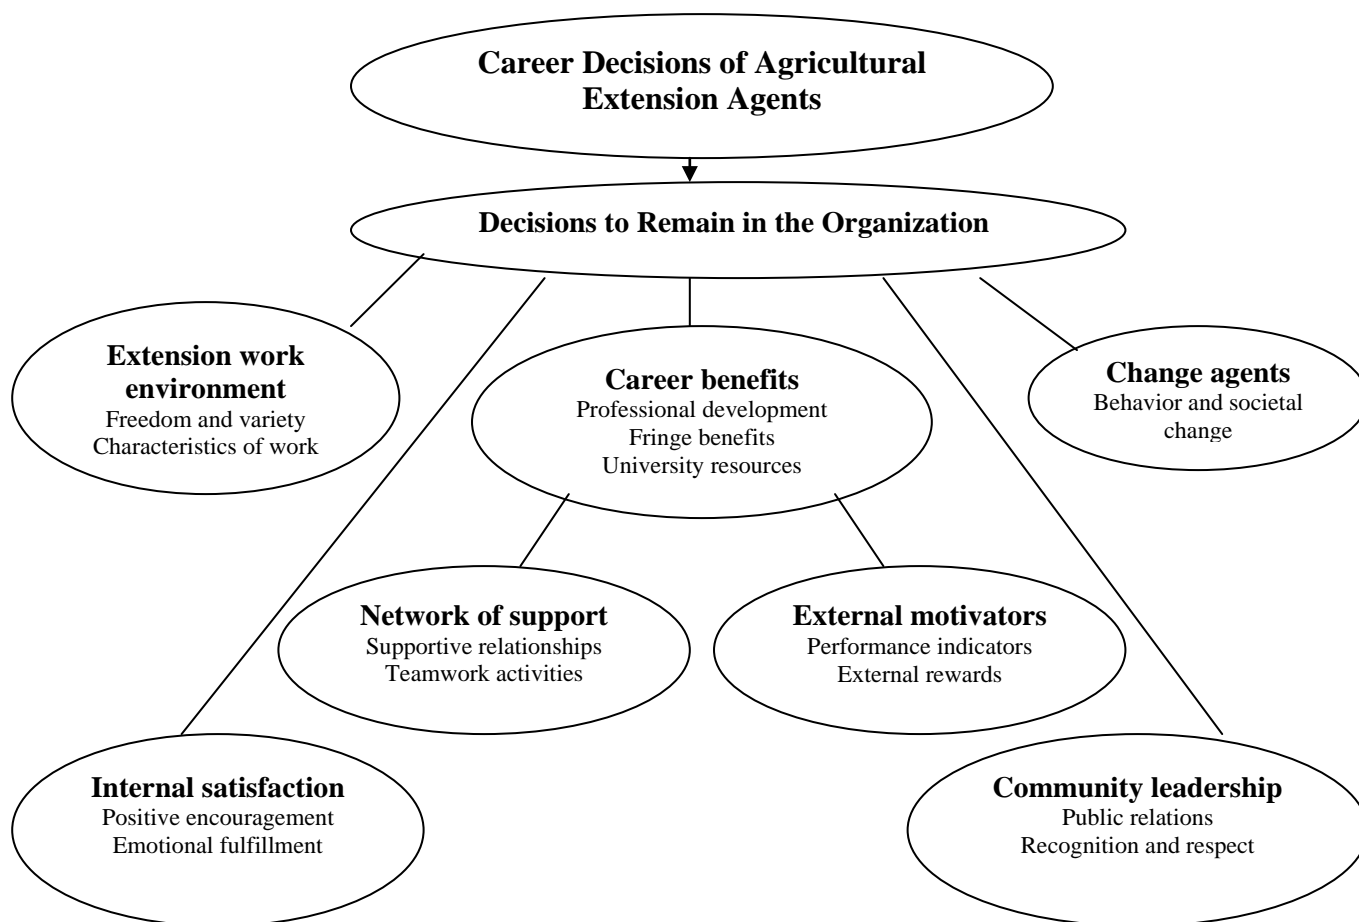 Career Decisions of Agricultural
Extension Agents
Decisions to Remain in the Organization
Extension work
environment
Freedom and variety
Characteristics of work
Career benefits
Professional development
Fringe benefits
University resources
Change agents
Behavior and societal
change
Network of support
Supportive relationships
Teamwork activities
External motivators
Performance indicators
External rewards
Internal satisfaction
Positive encouragement
Emotional fulfillment
Community leadership
Public relations
Recognition and respect